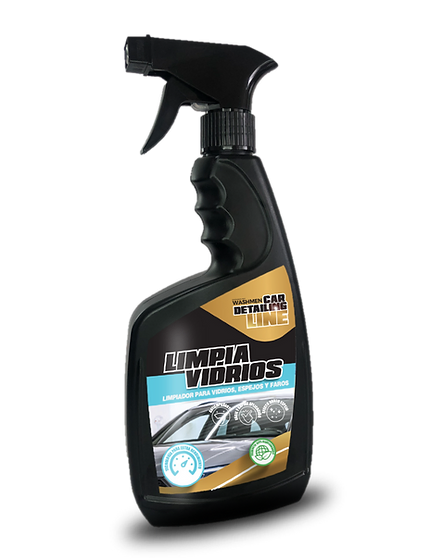 WASHMEN CAR
DETAILING
LINE
LIMPIA
VIDRIOS
LIMPIADOR PARA VIDRIOS, ESPEJOS Y FAROS